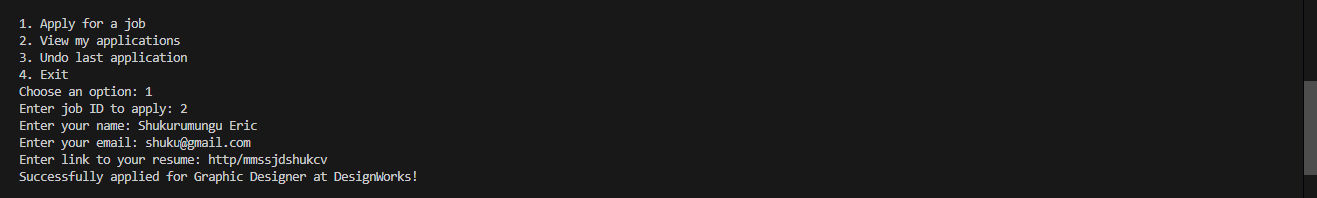 1. Apply for a job
2. View my applications
3. Undo last application
4. Exit
Choose an option: 1
Enter job ID to apply: 2
Enter your name: Shukurumungu Eric
Enter your email: shuku@gmail.com
Enter link to your resume: http/mmssjdshukcv
Successfully applied for Graphic Designer at DesignWorks!